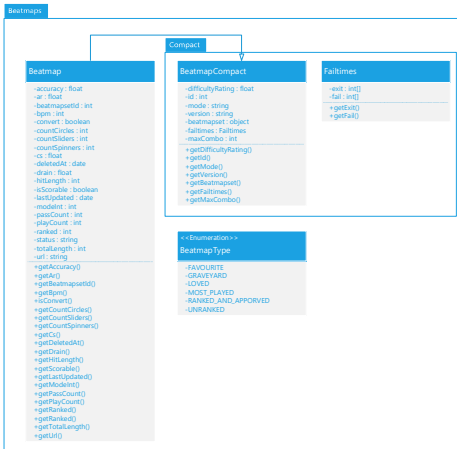 Beatmaps
Beatmap
-accuracy : float
-ar : float
-beatmapsetId : int
-bpm : int
-convert : boolean
-countCircles : int
-countSliders : int
-countSpinners : int
-cs : float
-deletedAt : date
-drain : float
-hitLength : int
-isScorable : boolean
-lastUpdated : date
-modeInt : int
-passCount : int
-playCount : int
-ranked : int
-status : string
-totalLength : int
-url : string
+getAccuracy()
+getAr()
+getBeatmapsetId()
+getBpm()
+isConvert()
+getCountCircles()
+getCountSliders()
+getCountSpinners()
+getCs()
+getDeletedAt()
+getDrain()
+getHitLength()
+getScorable()
+getLastUpdated()
+getModeInt()
+getPassCount()
+getPlayCount()
+getRanked()
+getRanked()
+getTotalLength()
+getUrl()
Compact
BeatmapCompact
-difficultyRating : float
-id : int
-mode : string
-version : string
-beatmapset : object
-failtimes : Failtimes
-maxCombo : int
+getDifficultyRating()
+getId()
+getMode()
+getVersion()
+getBeatmapset()
+getFailtimes()
+getMaxCombo()
Failtimes
-exit : int[]
-fail : int[]
+getExit()
+getFail()
<<Enumeration>>
BeatmapType
-FAVOURITE
-GRAVEYARD
-LOVED
-MOST_PLAYED
-RANKED_AND_APPORVED
-UNRANKED